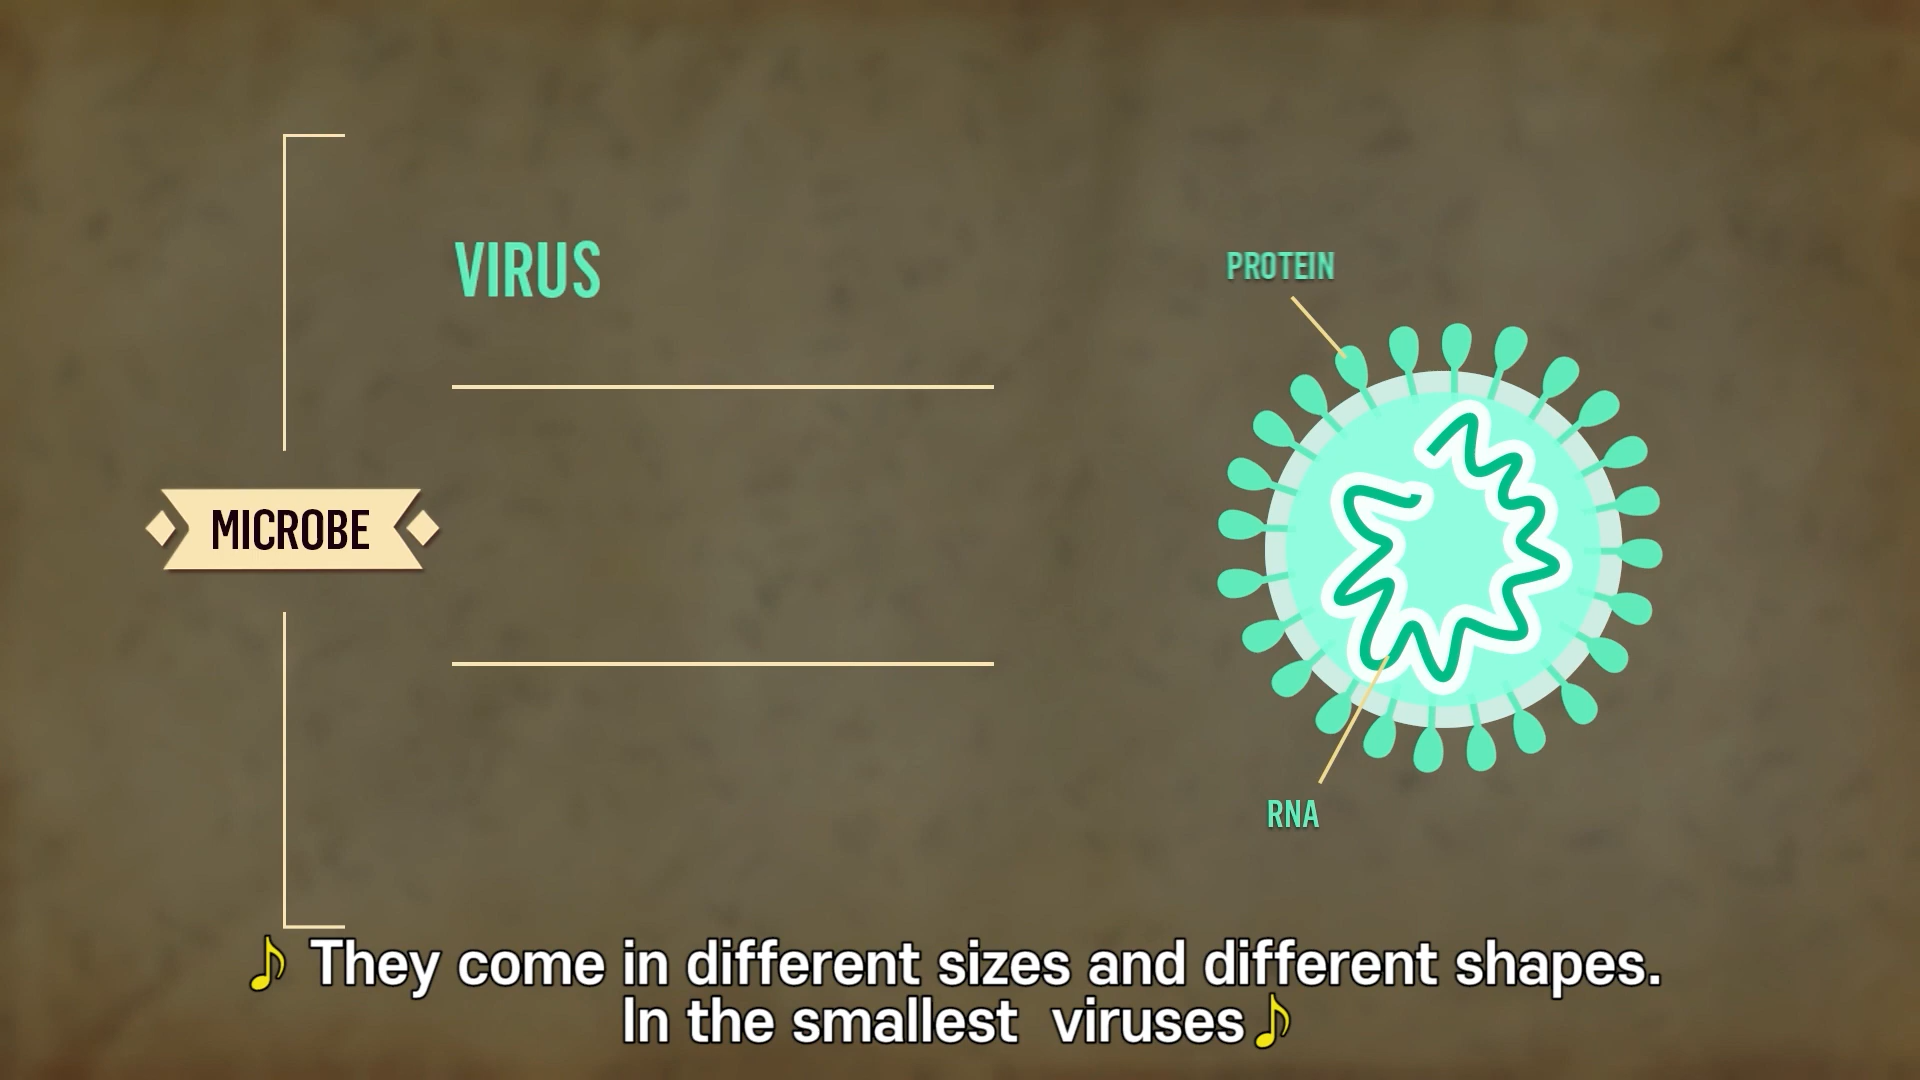 VIRUS
PROTEIN
MICROBE
RNA
♪ They come in different sizes and different shapes.
In the smallest viruses ♪